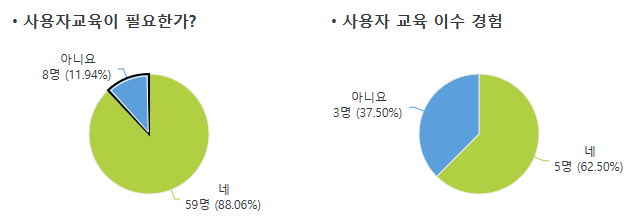 • 사용자교육이 필요한가?
아니요
8명 (11.94%)
네
59명 (88.06%)
• 사용자 교육 이수 경험
아니요
3명 (37.50%)
네
5명 (62.50%)